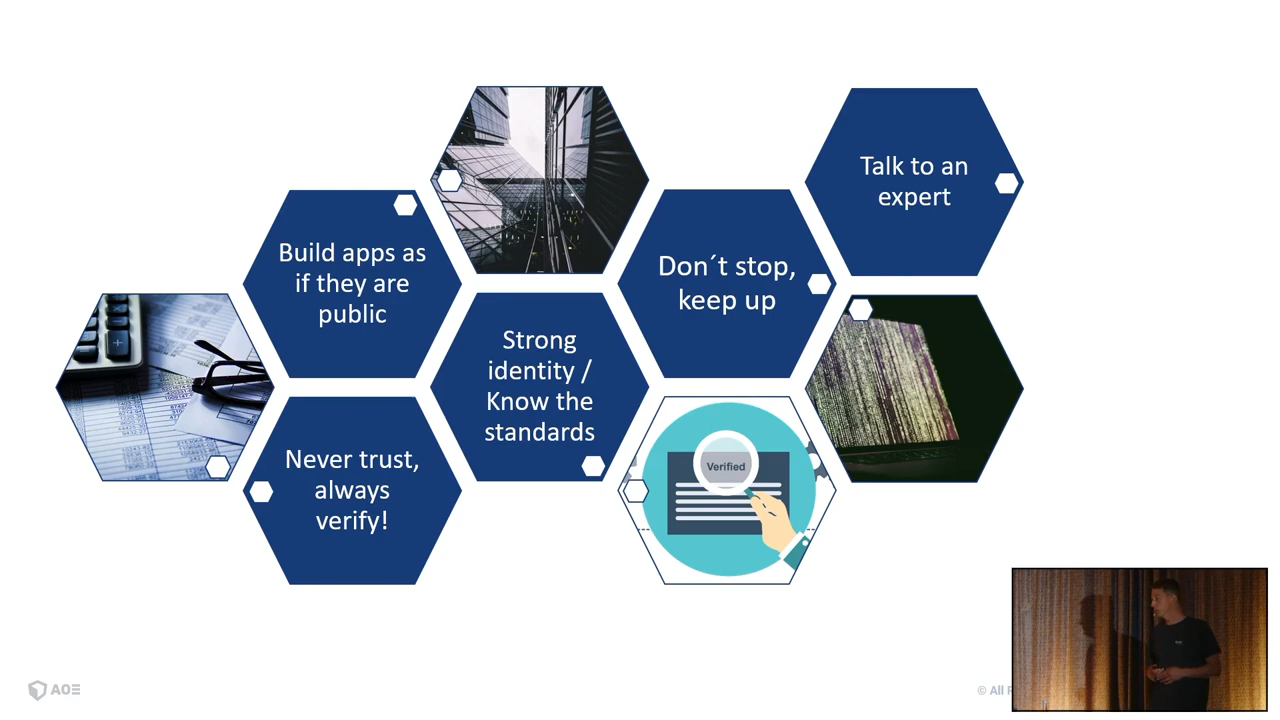 Build apps as
if they are
public
Never trust,
always
verify!
Strong
identity /
Know the
standards
Don´t stop,
keep up
Verified
Talk to an
expert
AOE
© All